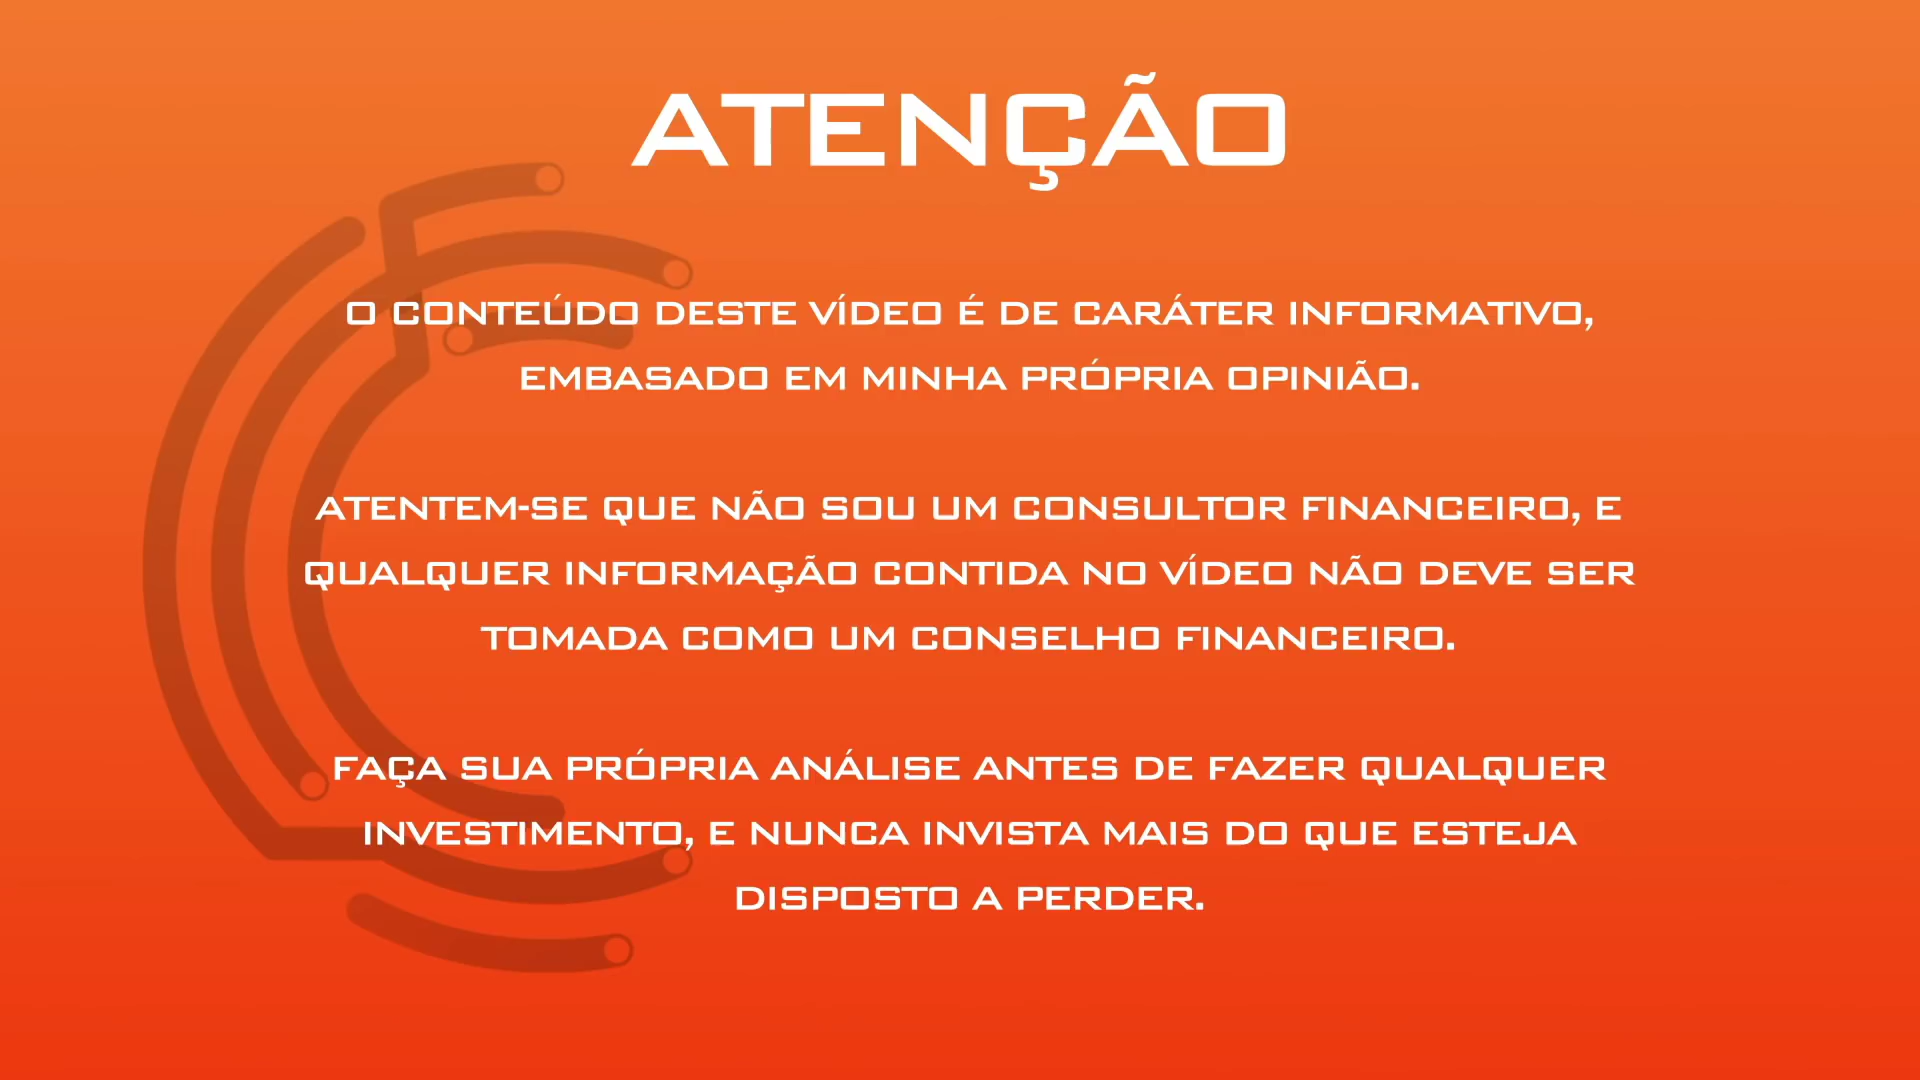 ATENÇÃO
O CONTEÚDO DESTE VÍDEO É DE CARÁTER INFORMATIVO,
EMBASADO EM MINHA PRÓPRIA OPINIÃO.
ATENTEM-SE QUE NÃO SOU UM CONSULTOR FINANCEIRO, E
QUALQUER INFORMAÇÃO CONTIDA NO VÍDEO NÃO DEVE SER
TOMADA COMO UM CONSELHO FINANCEIRO.
FAÇA SUA PRÓPRIA ANÁLISE ANTES DE FAZER QUALQUER
INVESTIMENTO, E NUNCA INVISTA MAIS DO QUE ESTEJA
DISPOSTO A PERDER.